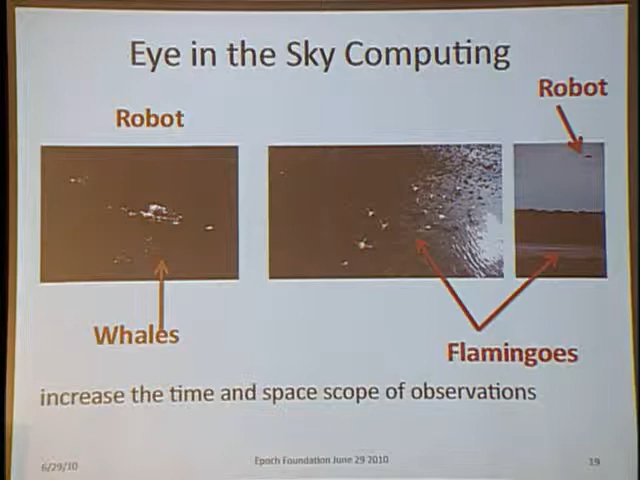 Eye in the Sky Computing
Robot
Robot
Whales
Flamingoes
increase the time and space scope of observations
6/29/10
Epoch Foundation June 29 2010
19